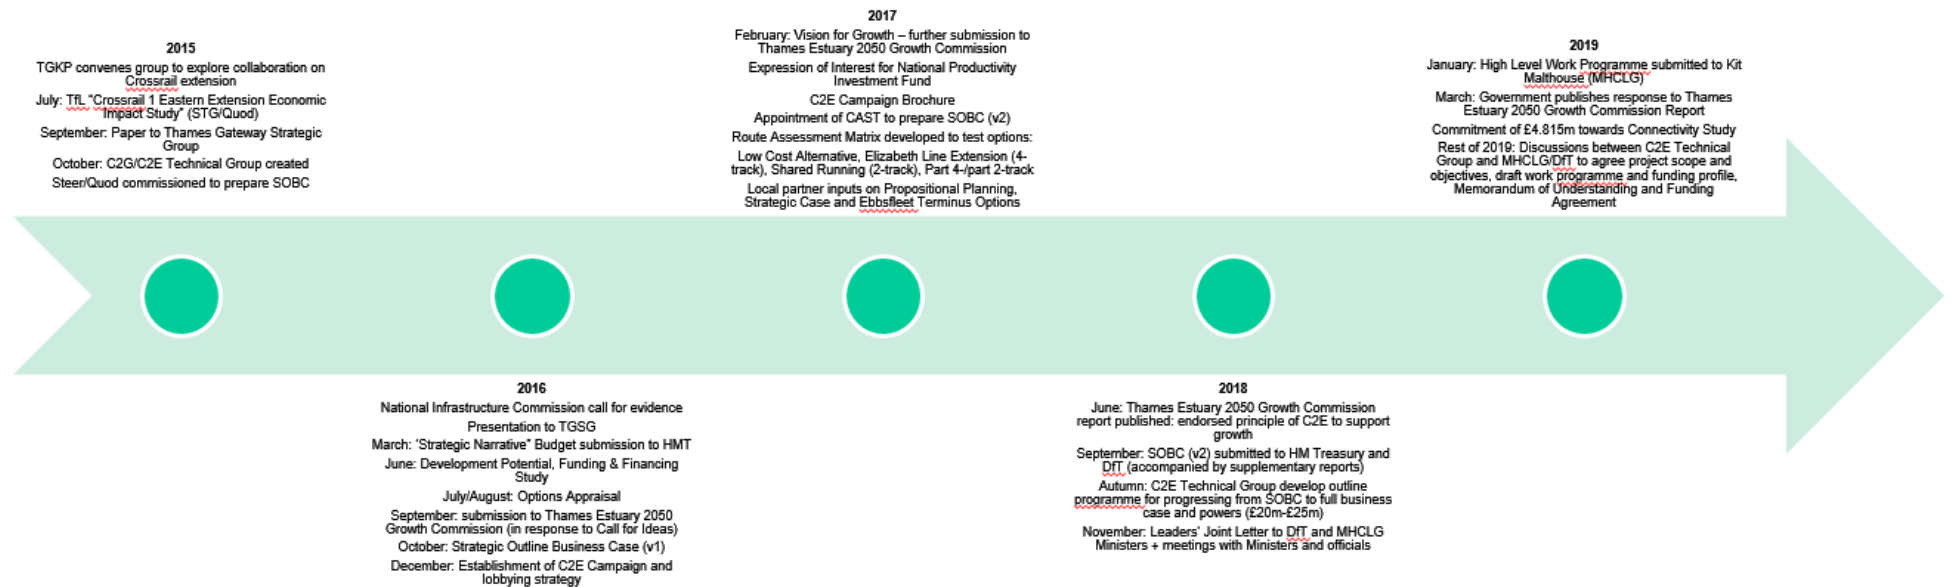 2015
TGKP convenes group to explore collaboration on
Crossrail extension
July: TfL “Crossrail 1 Eastern Extension Economic
Impact Study” (STG/Quod)
September: Paper to Thames Gateway Strategic
Group
October: C2G/C2E Technical Group created
Steer/Quod commissioned to prepare SOBC
2016
National Infrastructure Commission call for evidence
Presentation to TGSG
March: ‘Strategic Narrative” Budget submission to HMT
June: Development Potential, Funding & Financing
Study
July/August: Options Appraisal
September: submission to Thames Estuary 2050
Growth Commission (in response to Call for Ideas)
October: Strategic Outline Business Case (v1)
December: Establishment of C2E Campaign and
lobbying strategy
2017
February: Vision for Growth – further submission to
Thames Estuary 2050 Growth Commission
Expression of Interest for National Productivity
Investment Fund
C2E Campaign Brochure
Appointment of CAST to prepare SOBC (v2)
Route Assessment Matrix developed to test options:
Low Cost Alternative, Elizabeth Line Extension (4-
track), Shared Running (2-track), Part 4-/part 2-track
Local partner inputs on Propositional Planning,
Strategic Case and Ebbsfleet Terminus Options
2018
June: Thames Estuary 2050 Growth Commission
report published: endorsed principle of C2E to support
growth
September: SOBC (v2) submitted to HM Treasury and
DfT (accompanied by supplementary reports)
Autumn: C2E Technical Group develop outline
programme for progressing from SOBC to full business
case and powers (£20m-£25m)
November: Leaders’ Joint Letter to DfT and MHCLG
Ministers + meetings with Ministers and officials
2019
January: High Level Work Programme submitted to Kit
Malthouse (MHCLG)
March: Government publishes response to Thames
Estuary 2050 Growth Commission Report
Commitment of £4.815m towards Connectivity Study
Rest of 2019: Discussions between C2E Technical
Group and MHCLG/DfT to agree project scope and
objectives, draft work programme and funding profile,
Memorandum of Understanding and Funding
Agreement